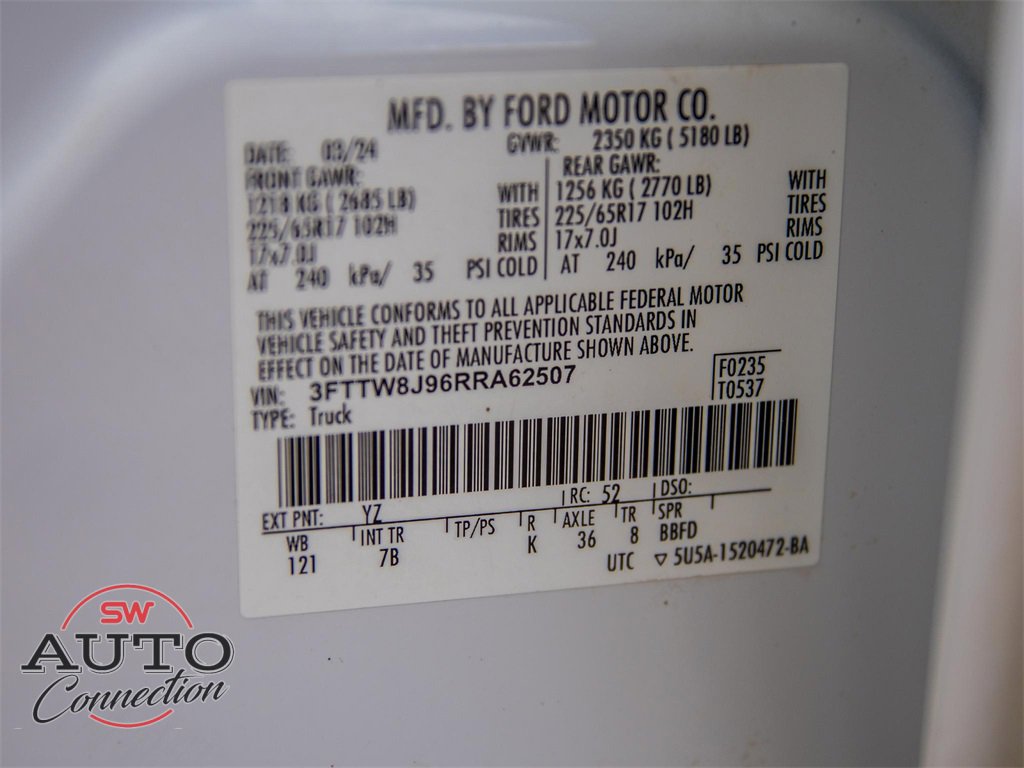 MFD. BY FORD MOTOR CO.
DATE: 03/24 GVWR: 2350 KG ( 5180 LB)
FRONT GAWR: REAR GAWR:
1218 KG ( 2685 LB) WITH 1256 KG ( 2770 LB) WITH
225/65R17 102H TIRES 225/65R17 102H TIRES
17x7.0J RIMS 17x7.0J RIMS
AT 240 kPa/ 35 PSI COLD AT 240 kPa/ 35 PSI COLD
THIS VEHICLE CONFORMS TO ALL APPLICABLE FEDERAL MOTOR
VEHICLE SAFETY AND THEFT PREVENTION STANDARDS IN
EFFECT ON THE DATE OF MANUFACTURE SHOWN ABOVE.
VIN: 3FTTW8J96RRA62507 F0235
TYPE: Truck T0537
EXT PNT: YZ RC: 52 DSO:
WB INT TR TP/PS R AXLE TR SPR
121 7B K 36 8 BBFD
UTC ▽ 5U5A-1520472-BA
SW
AUTO
Connection